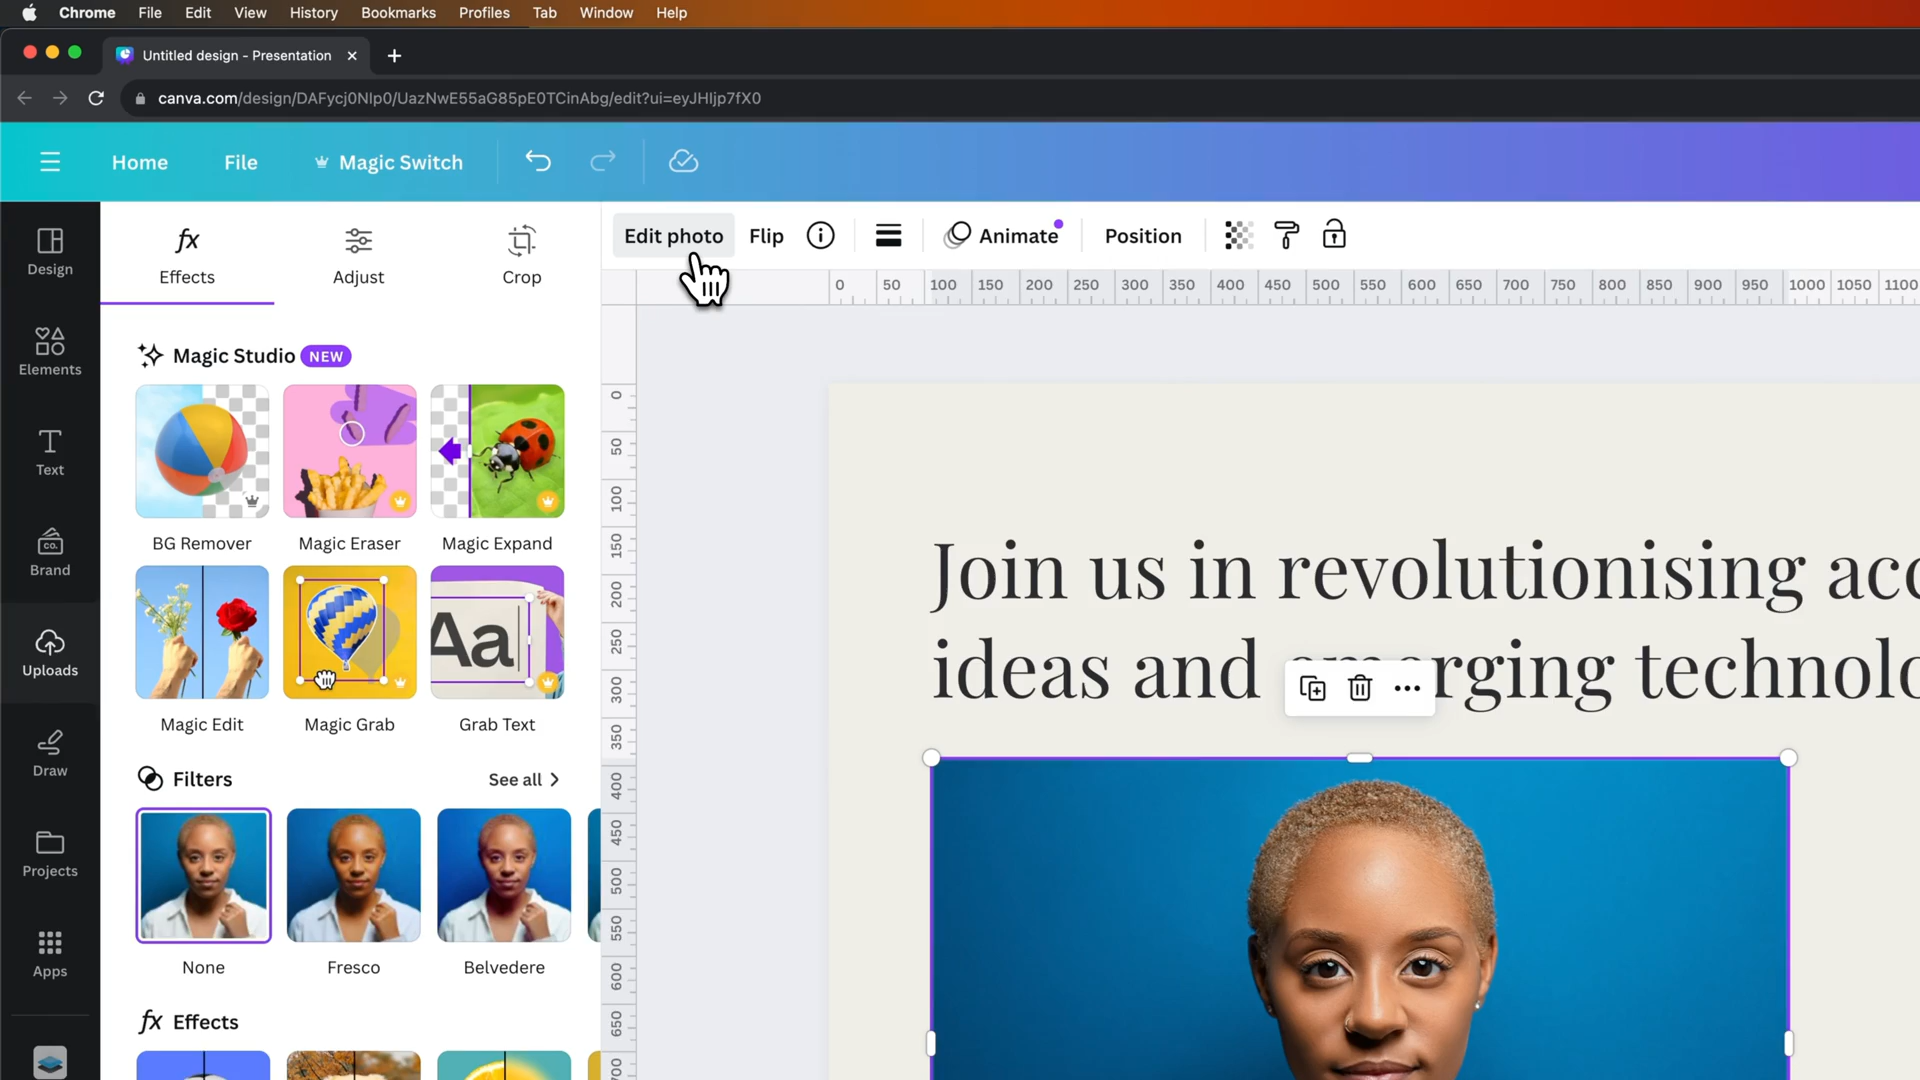 Chrome File Edit View History Bookmarks Profiles Tab Window Help
Untitled design - Presentation
canva.com/design/DAFycj0NIp0/UazNwE55aG85pE0TCinAbg/edit?ui=eyJHIjp7fX0
Home File Magic Switch
Design
Elements
Text
CO.
Brand
Uploads
Draw
Projects
Apps
fx
Effects Adjust Crop
Edit photo Flip Animate Position
0 50 100 150 200 250 300 350 400 450 500 550 600 650 700 750 800 850 900 950 1000 1050 1100
0
50
100
150
200
250
300
350
400
450
500
550
600
650
Magic Studio NEW
BG Remover Magic Eraser Magic Expand
Aa
Magic Edit Magic Grab Grab Text
Filters See all
None Fresco Belvedere
fx Effects
Join us in revolutionising
ideas and emerging